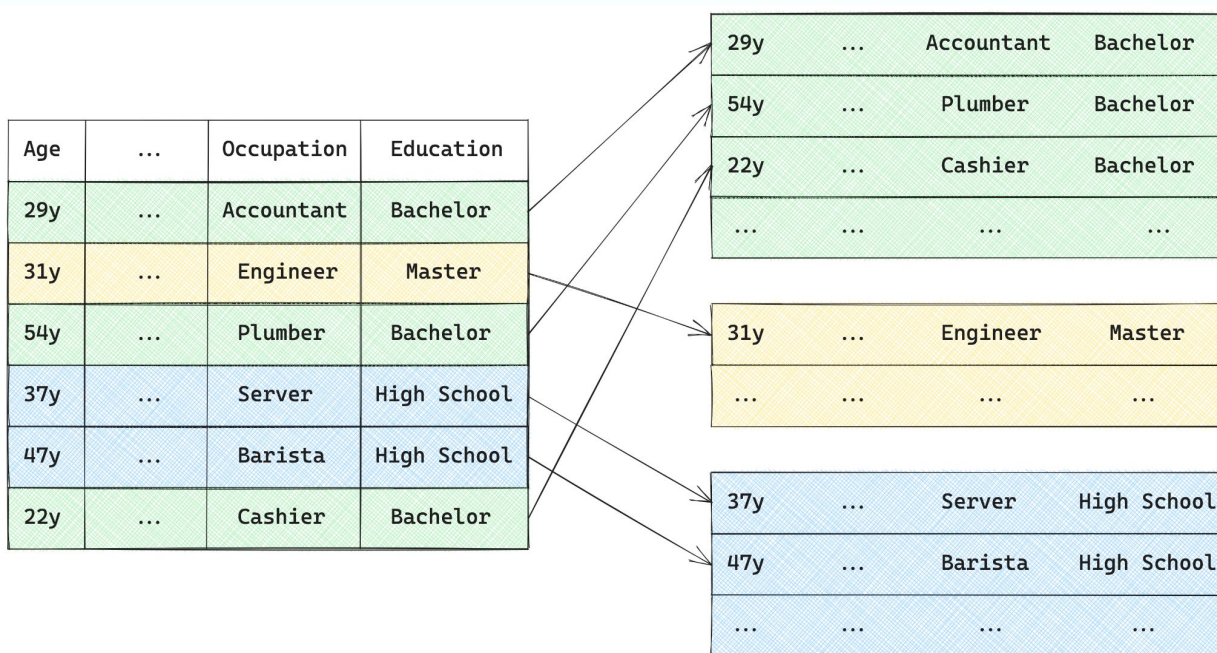 Age ... Occupation Education
29y ... Accountant Bachelor
31y ... Engineer Master
54y ... Plumber Bachelor
37y ... Server High School
47y ... Barista High School
22y ... Cashier Bachelor
29y ... Accountant Bachelor
54y ... Plumber Bachelor
22y ... Cashier Bachelor
... ... ... ...
31y ... Engineer Master
... ... ... ...
37y ... Server High School
47y ... Barista High School
... ... ... ...